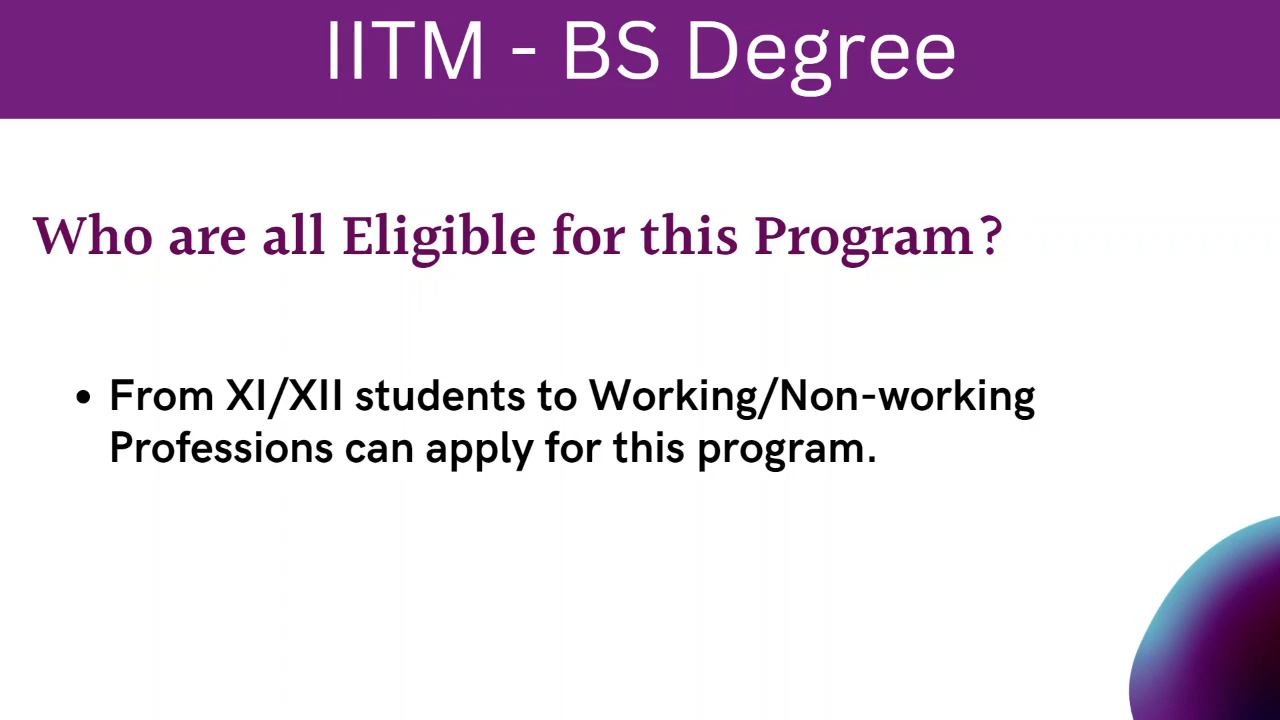 IITM - BS Degree
Who are all Eligible for this Program?
• From XI/XII students to Working/Non-working
Professions can apply for this program.